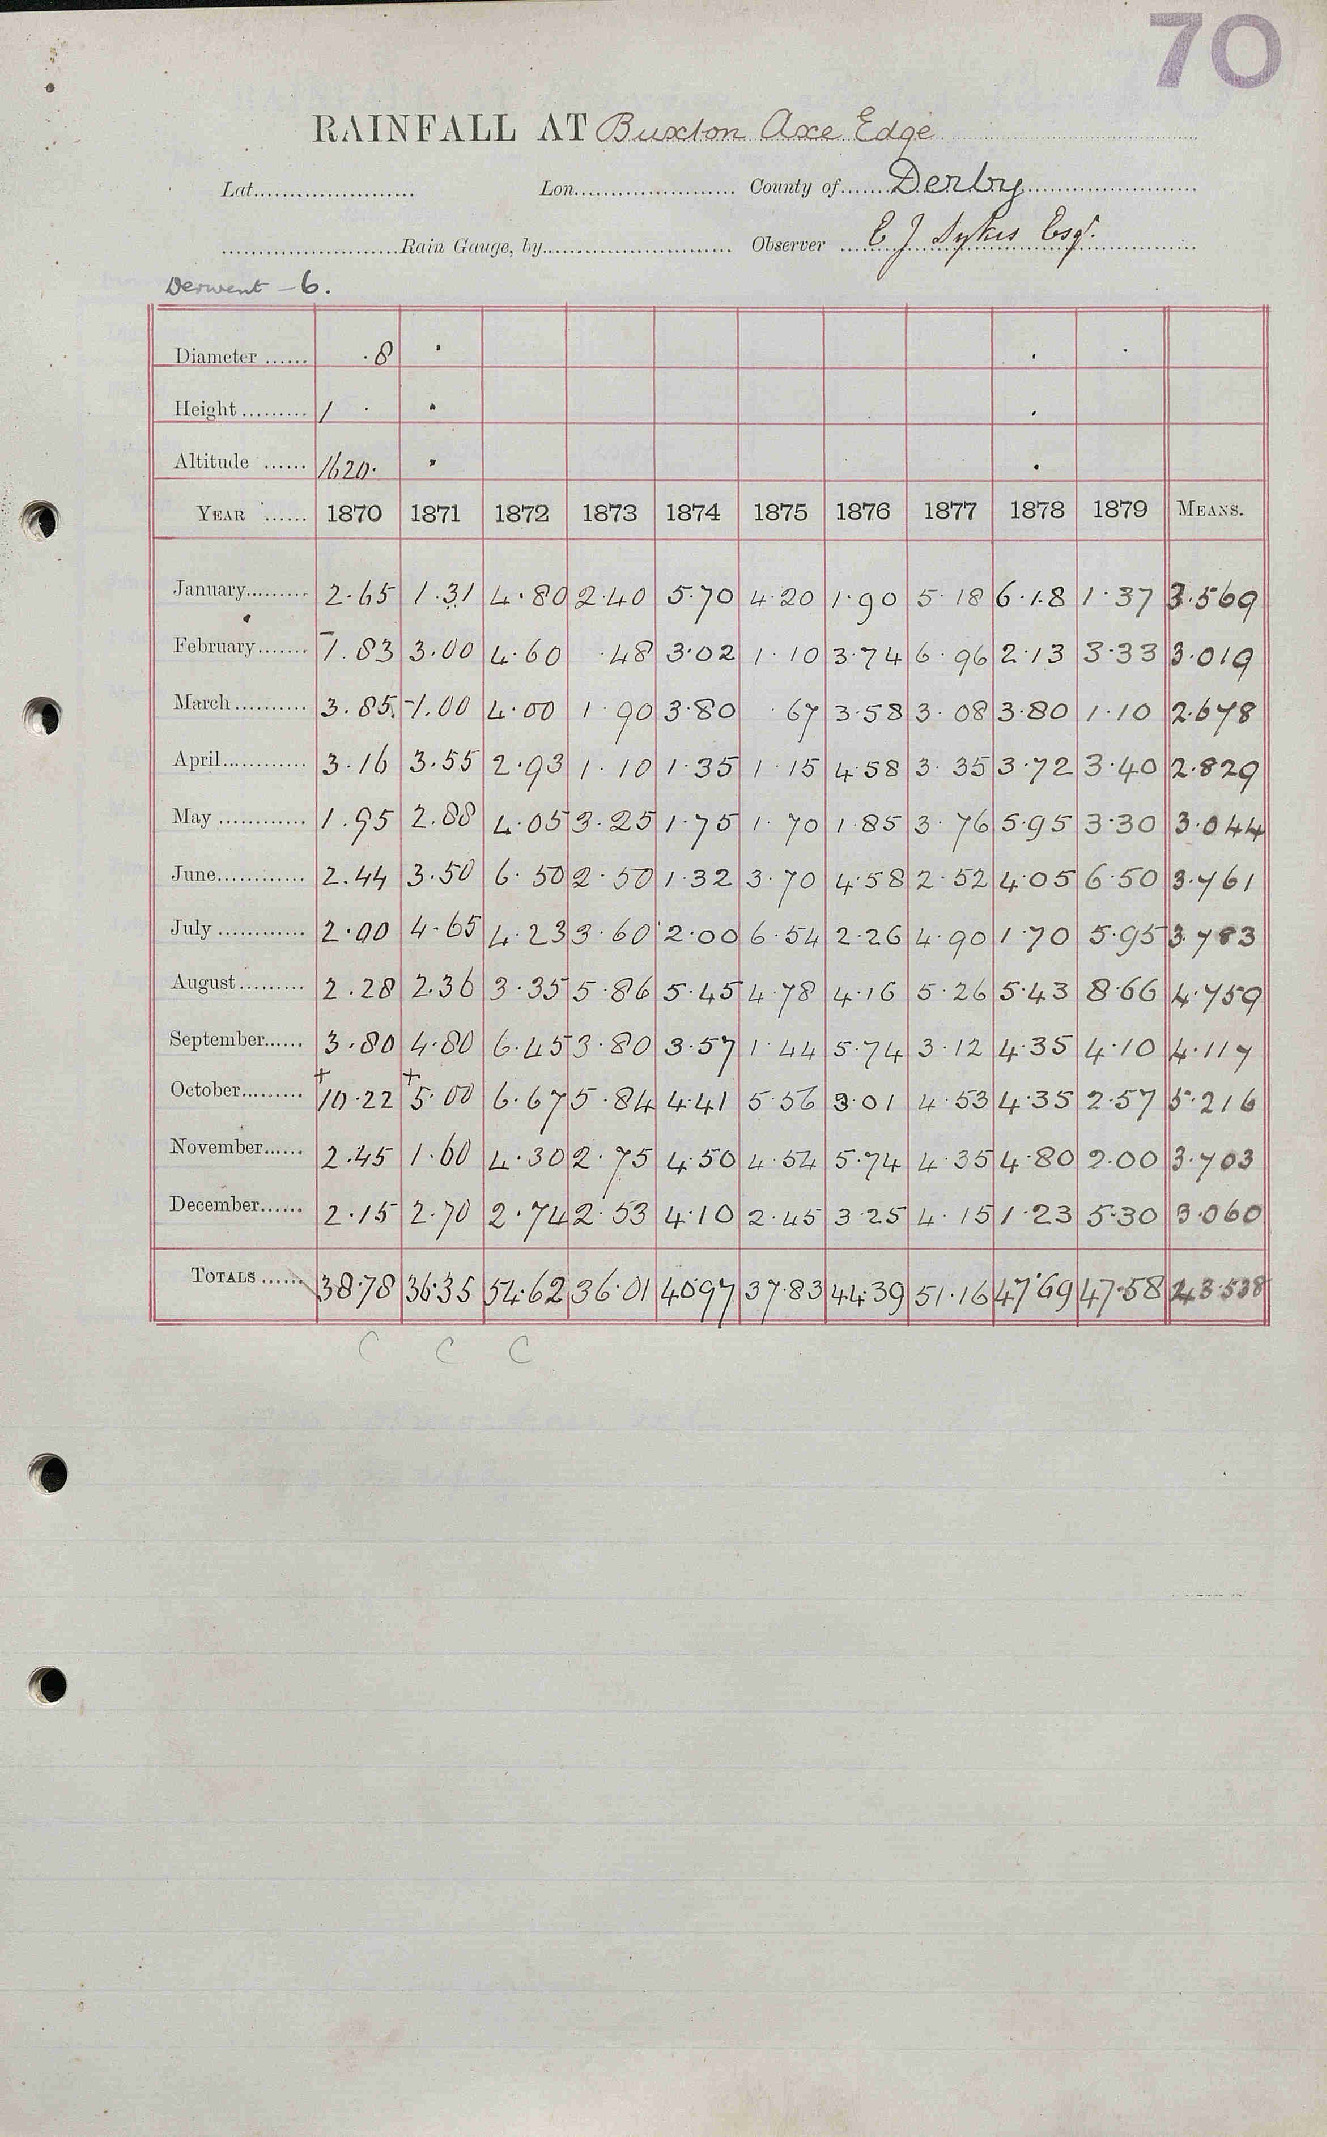 70
RAINFALL AT Buxton Axe Edge
Lat. Lon. County of Derby
Rain Gauge, by Observer E J Sykes Esqr.
Derwent - 6.
Diameter ...... .8
Height ......... 1 .
Altitude ...... 1620.
YEAR ...... 1870 1871 1872 1873 1874 1875 1876 1877 1878 1879 MEANS.
January ......... 2.65 1.31 4.80 2.40 5.70 4.20 1.90 5.18 6.18 1.37 3.569
February ....... 1.83 3.00 4.60 .48 3.02 1.10 3.74 6.96 2.13 3.33 3.019
March .......... 3.85 1.00 4.00 1.90 3.80 .67 3.58 3.08 3.80 1.10 2.678
April............ 3.16 3.55 2.93 1.10 1.35 1.15 4.58 3.35 3.72 3.40 2.829
May ............ 1.95 2.88 4.05 3.25 1.75 1.70 1.85 3.76 5.95 3.30 3.044
June............ 2.44 3.50 6.50 2.50 1.32 3.70 4.58 2.52 4.05 6.50 3.761
July ............ 2.00 4.65 4.23 3.60 2.00 6.54 2.26 4.90 1.70 5.95 3.783
August ......... 2.28 2.36 3.35 5.86 5.45 4.78 4.16 5.26 5.43 8.66 4.759
September...... 3.80 4.80 6.45 3.80 3.57 1.44 5.74 3.12 4.35 4.10 4.117
October......... +10.22 +5.00 6.67 5.84 4.41 5.56 3.01 4.53 4.35 2.57 5.216
November...... 2.45 1.60 4.30 2.75 4.50 4.54 5.74 4.35 4.80 2.00 3.703
December...... 2.15 2.70 2.74 2.53 4.10 2.45 3.25 4.15 1.23 5.30 3.060
TOTALS ...... 38.78 36.35 54.62 36.01 40.97 37.83 44.39 51.16 47.69 47.58 43.538
C C C